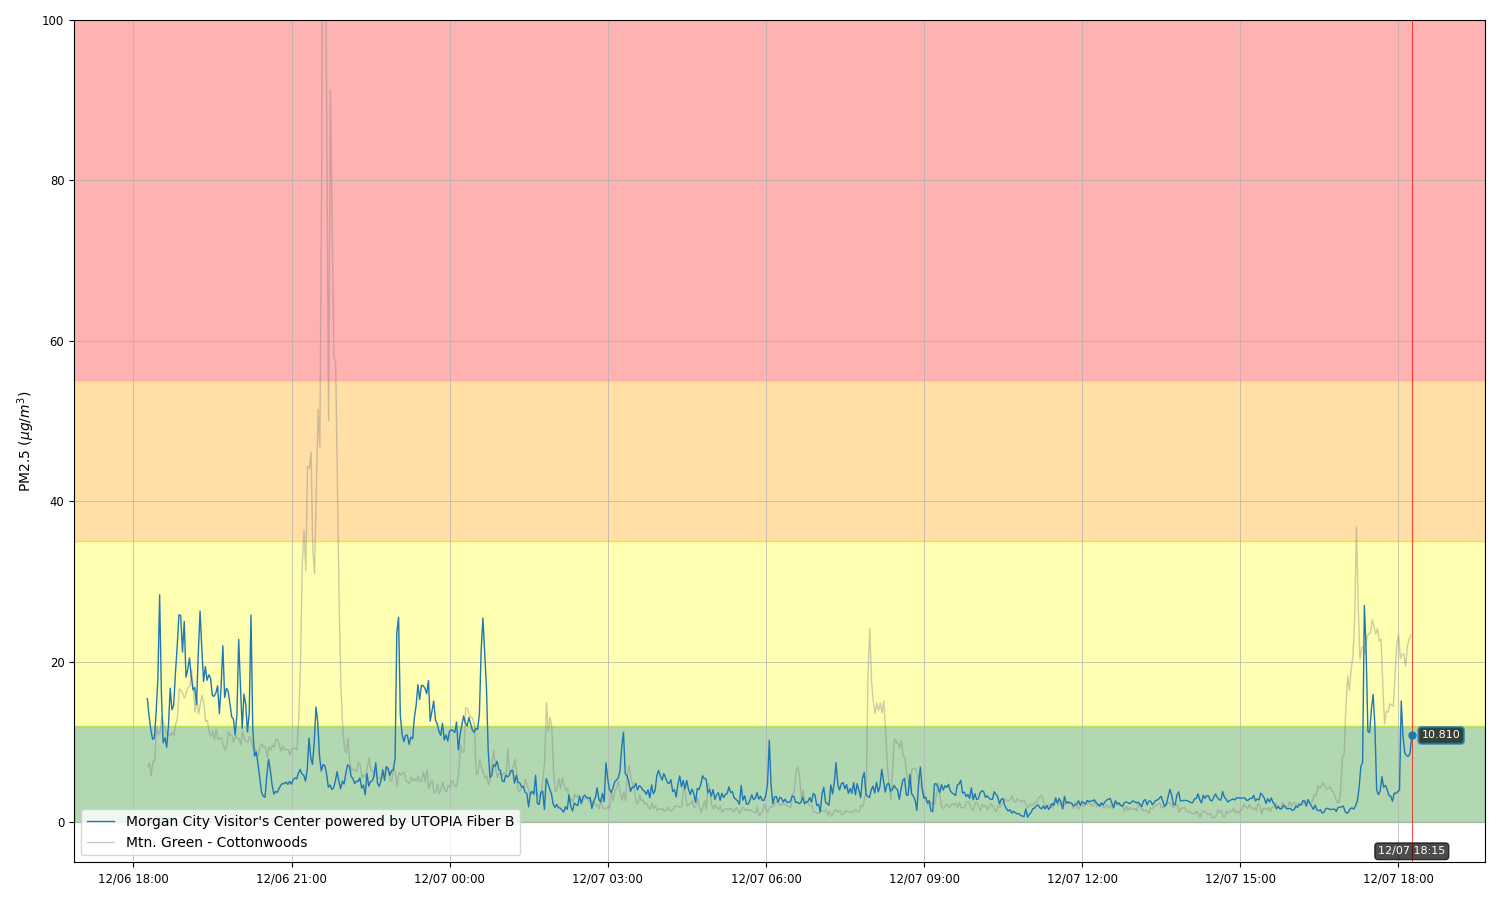 100
80
60
40
20
0
PM2.5 (µg/m³)
10.810
Morgan City Visitor's Center powered by UTOPIA Fiber B
Mtn. Green - Cottonwoods
12/07 18:15
12/06 18:00 12/06 21:00 12/07 00:00 12/07 03:00 12/07 06:00 12/07 09:00 12/07 12:00 12/07 15:00 12/07 18:00